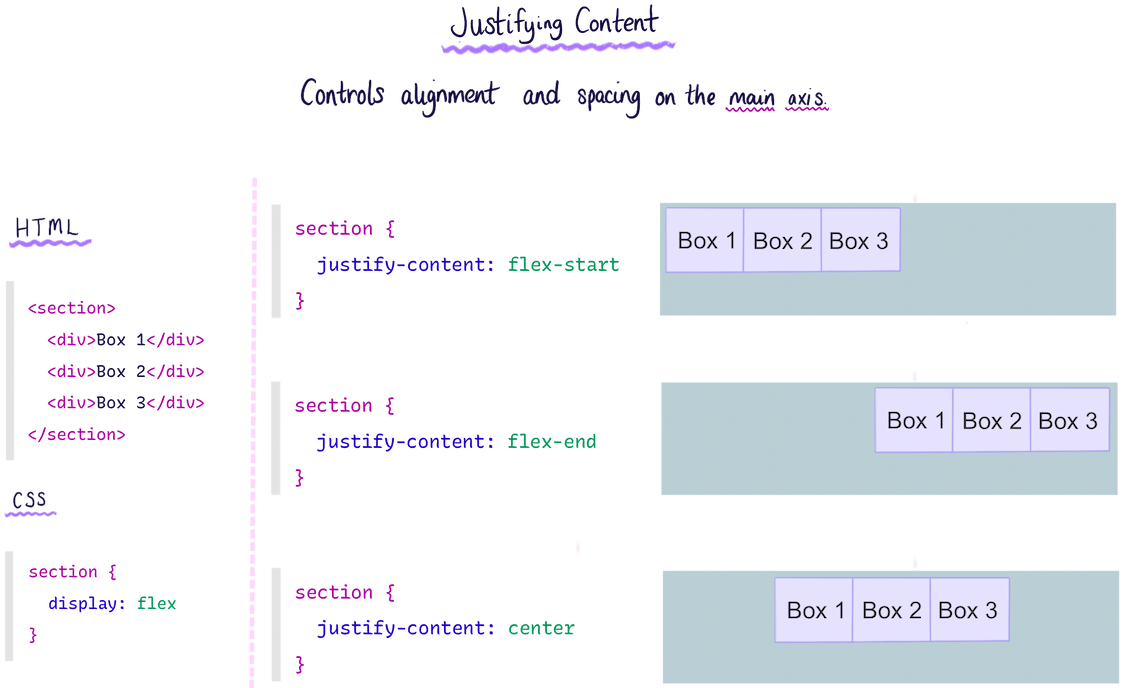 Justifying Content
Controls alignment and spacing on the main axis.
HTML
<section>
<div>Box 1</div>
<div>Box 2</div>
<div>Box 3</div>
</section>
CSS
section {
display: flex
}
section {
justify-content: flex-start
}
Box 1 Box 2 Box 3
section {
justify-content: flex-end
}
Box 1 Box 2 Box 3
section {
justify-content: center
}
Box 1 Box 2 Box 3